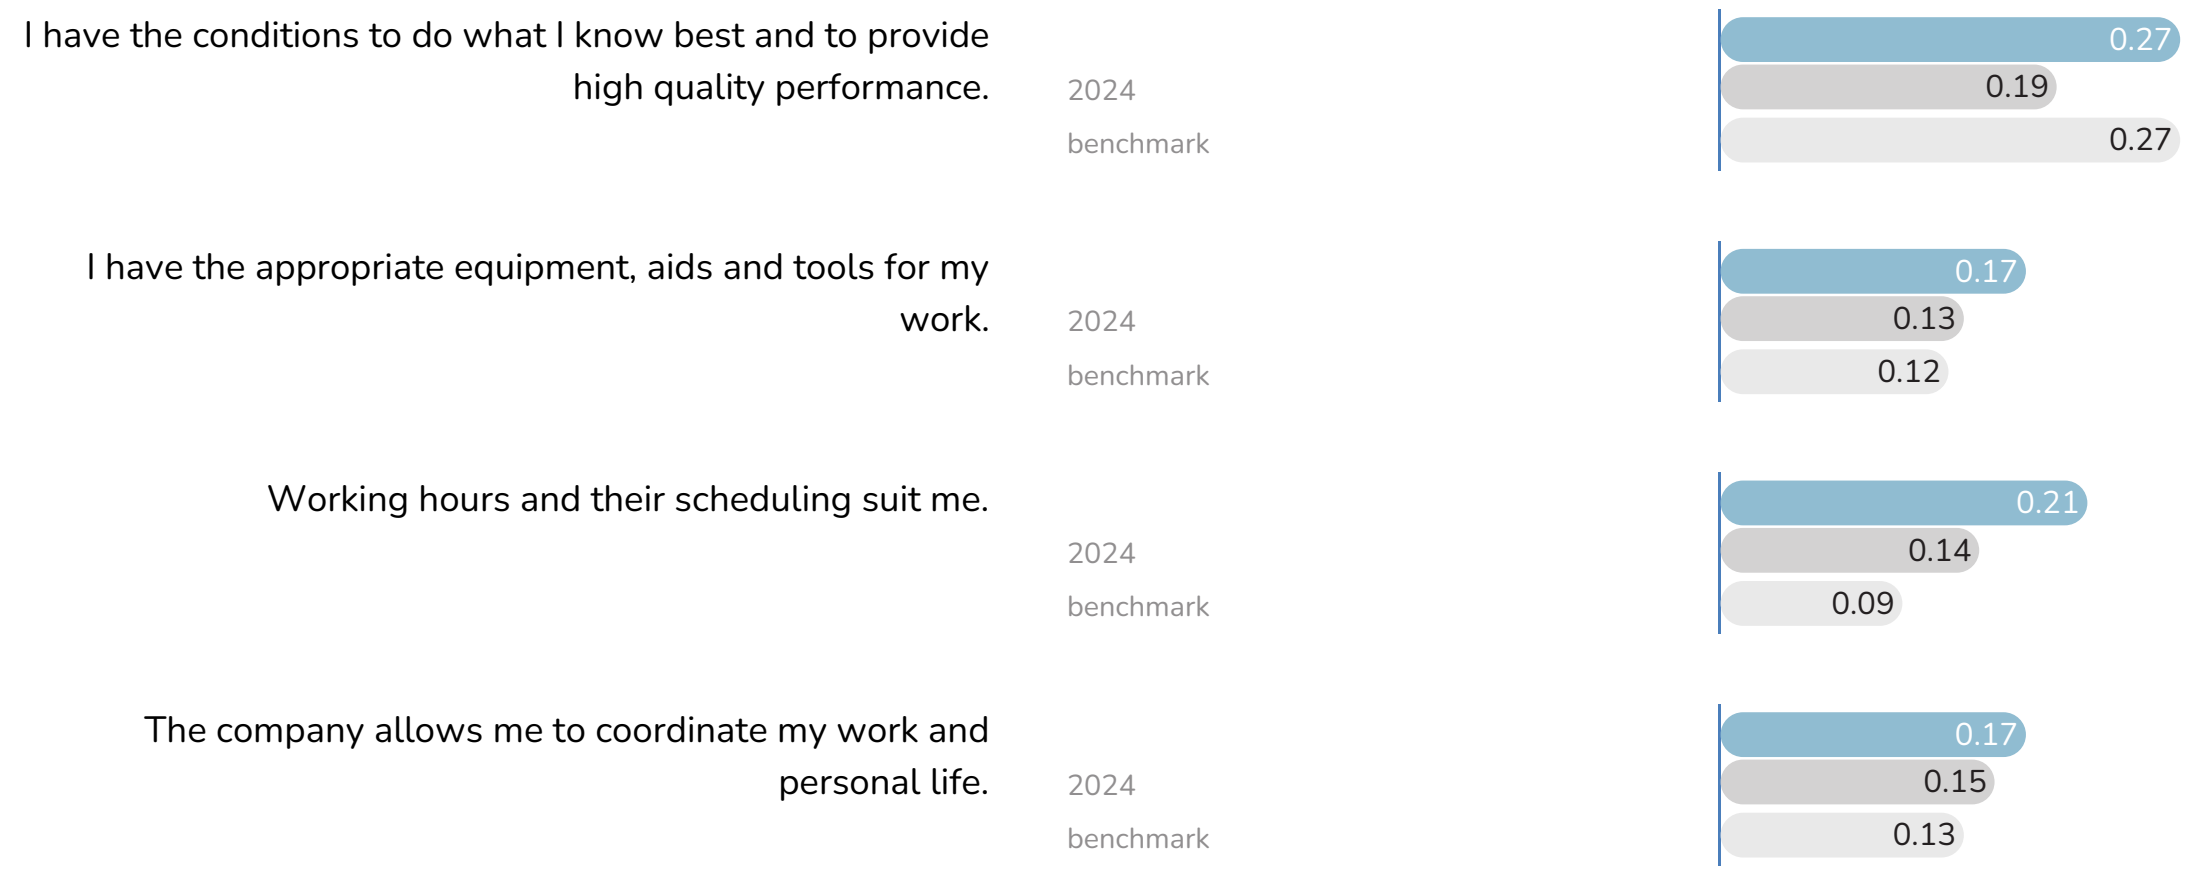 I have the conditions to do what I know best and to provide
high quality performance.
0.27
2024
0.19
benchmark
0.27
I have the appropriate equipment, aids and tools for my
work.
0.17
2024
0.13
benchmark
0.12
Working hours and their scheduling suit me.
0.21
2024
0.14
benchmark
0.09
The company allows me to coordinate my work and
personal life.
0.17
2024
0.15
benchmark
0.13